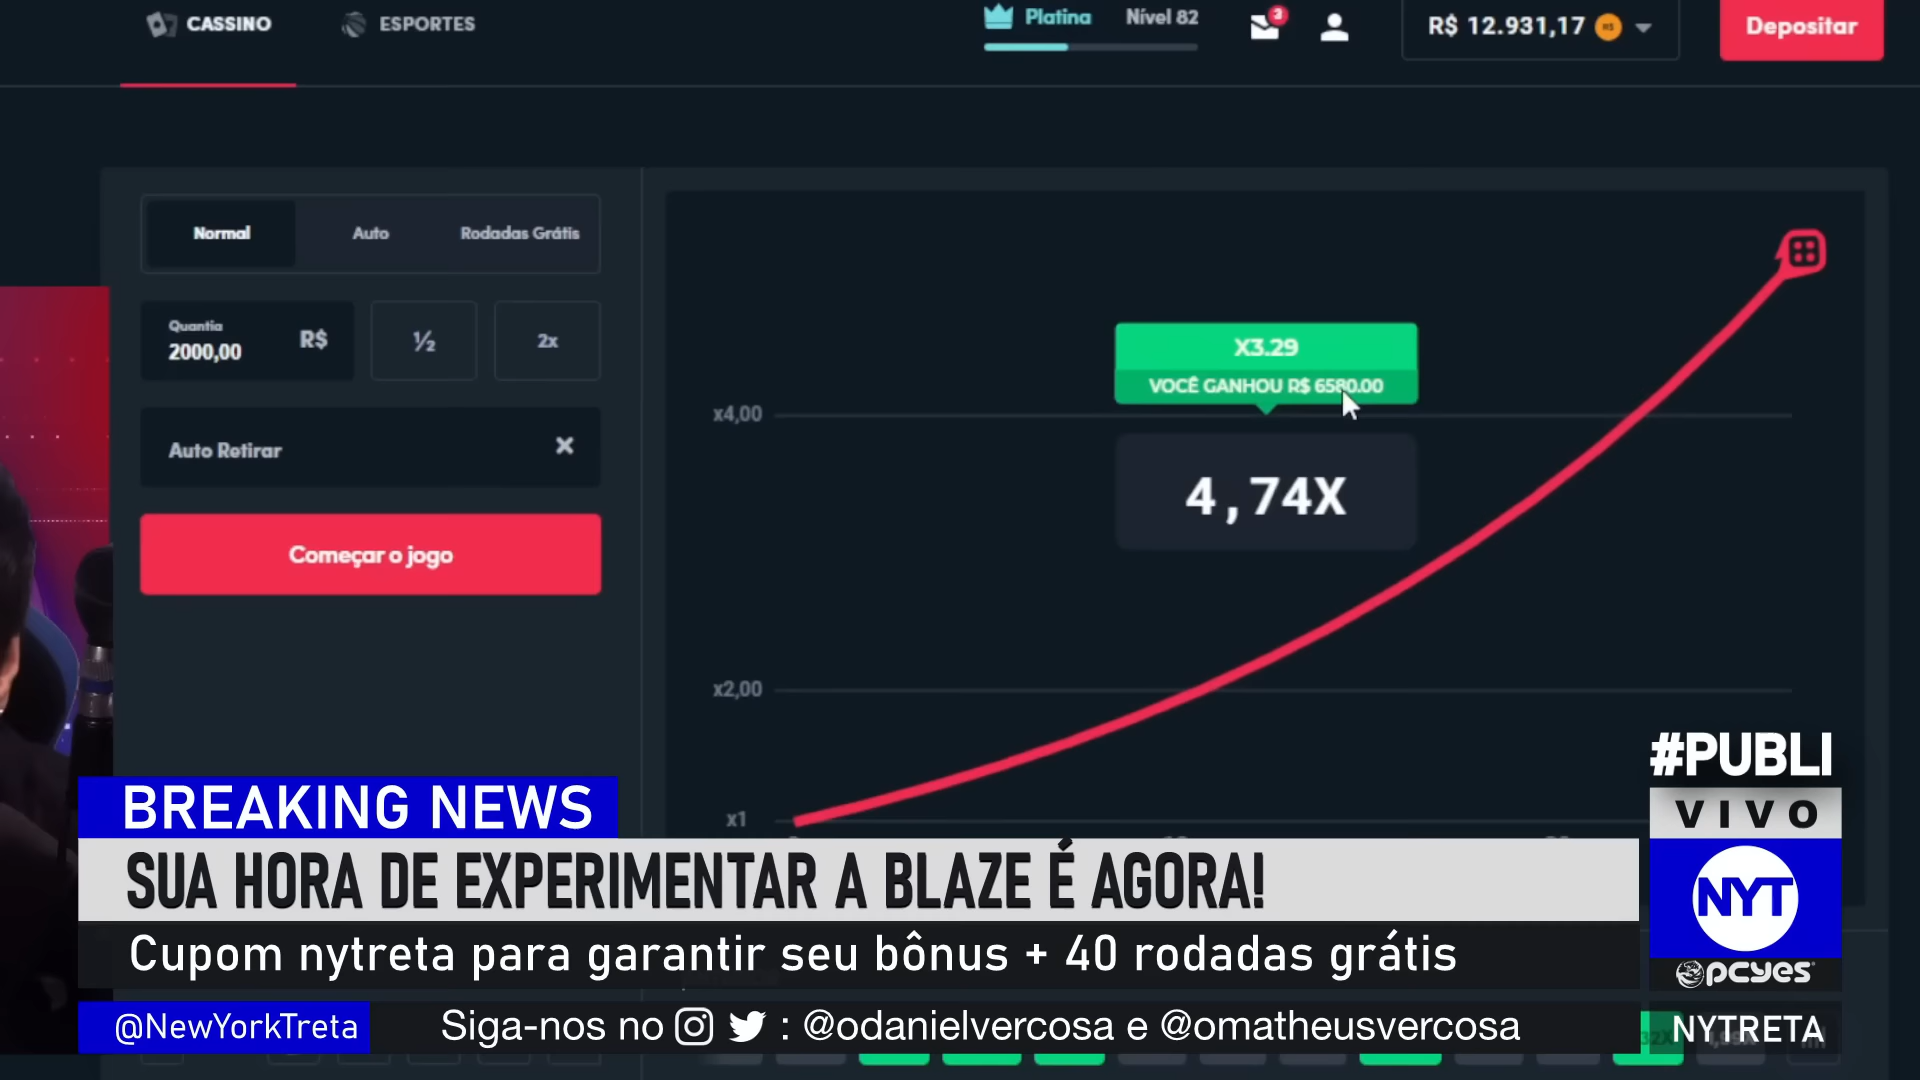 CASSINO
ESPORTES
Platina
Nível 82
3
R$ 12.931,17
R$
Depositar
Normal
Auto
Rodadas Grátis
Quantia
2000,00
R$
½
2x
Auto Retirar
Começar o jogo
X3.29
VOCÊ GANHOU R$ 6580.00
4,74X
x4,00
x2,00
x1
#PUBLI
VIVO
NYT
pcyes
NYTRETA
BREAKING NEWS
SUA HORA DE EXPERIMENTAR A BLAZE É AGORA!
Cupom nytreta para garantir seu bônus + 40 rodadas grátis
@NewYorkTreta
Siga-nos no : @odanielvercosa e @omatheusvercosa